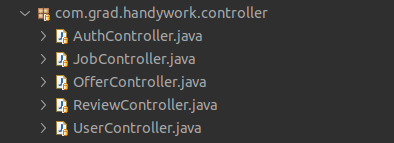 com.grad.handywork.controller
AuthController.java
JobController.java
OfferController.java
ReviewController.java
UserController.java